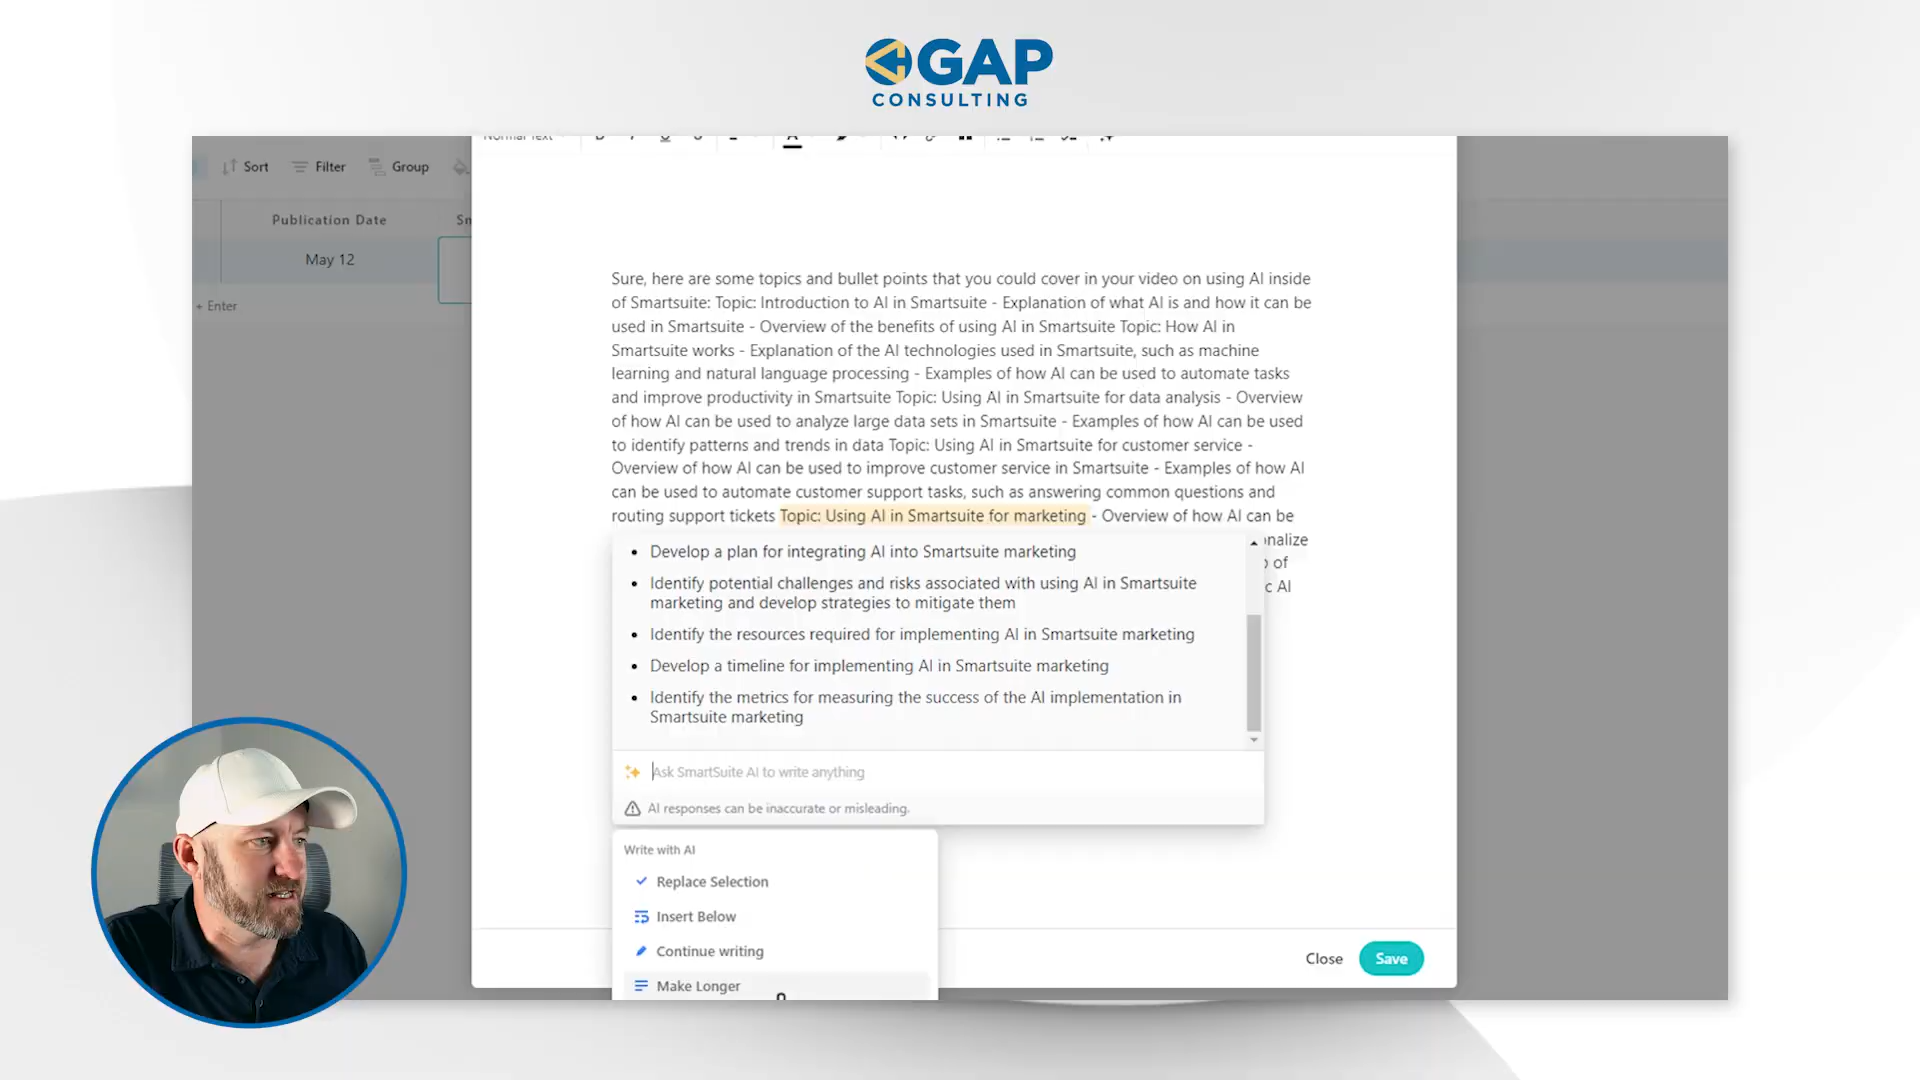 GAP
CONSULTING
Normal Text
Sort
Filter
Group
Publication Date
Sm
May 12
+ Enter
Sure, here are some topics and bullet points that you could cover in your video on using AI inside
of Smartsuite: Topic: Introduction to AI in Smartsuite - Explanation of what AI is and how it can be
used in Smartsuite - Overview of the benefits of using AI in Smartsuite Topic: How AI in
Smartsuite works - Explanation of the AI technologies used in Smartsuite, such as machine
learning and natural language processing - Examples of how AI can be used to automate tasks
and improve productivity in Smartsuite Topic: Using AI in Smartsuite for data analysis - Overview
of how AI can be used to analyze large data sets in Smartsuite - Examples of how AI can be used
to identify patterns and trends in data Topic: Using AI in Smartsuite for customer service -
Overview of how AI can be used to improve customer service in Smartsuite - Examples of how AI
can be used to automate customer support tasks, such as answering common questions and
routing support tickets Topic: Using AI in Smartsuite for marketing - Overview of how AI can be
nalize
of
c AI
• Develop a plan for integrating AI into Smartsuite marketing
• Identify potential challenges and risks associated with using AI in Smartsuite
marketing and develop strategies to mitigate them
• Identify the resources required for implementing AI in Smartsuite marketing
• Develop a timeline for implementing AI in Smartsuite marketing
• Identify the metrics for measuring the success of the AI implementation in
Smartsuite marketing
Ask SmartSuite AI to write anything
AI responses can be inaccurate or misleading.
Write with AI
Replace Selection
Insert Below
Continue writing
Make Longer
Close
Save